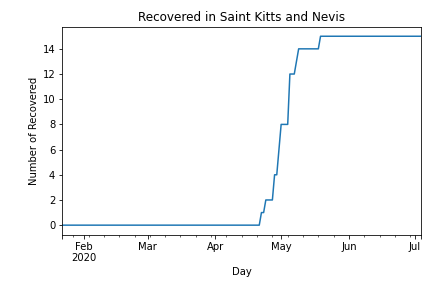 Recovered in Saint Kitts and Nevis
Number of Recovered
14
12
10
8
6
4
2
0
Feb Mar Apr May Jun Jul
2020
Day